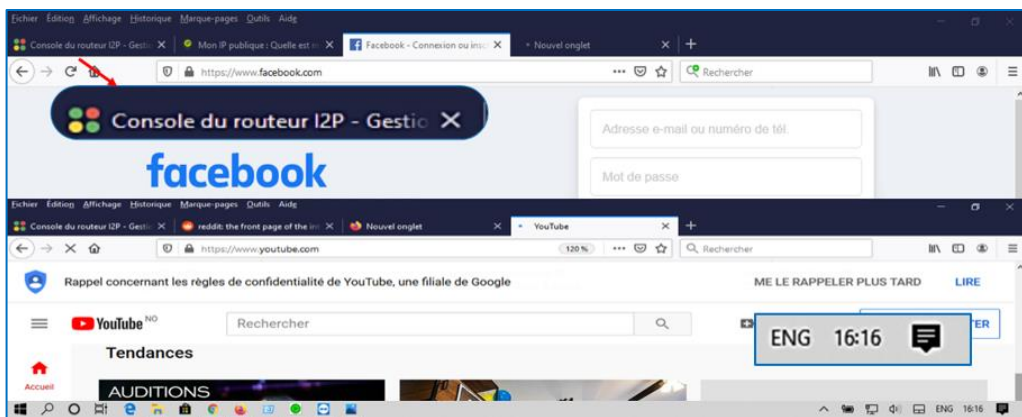 Fichier Édition Affichage Historique Marque-pages Outils Aide
Console du routeur I2P - Gestio Mon IP publique : Quelle est m Facebook - Connexion ou insc Nouvel onglet
https://www.facebook.com Rechercher
Console du routeur I2P - Gestio
Adresse e-mail ou numéro de tél.
facebook
Mot de passe
Fichier Édition Affichage Historique Marque-pages Outils Aide
Console du routeur I2P - Gestio reddit: the front page of the in Nouvel onglet YouTube
https://www.youtube.com 120 % Rechercher
Rappel concernant les règles de confidentialité de YouTube, une filiale de Google ME LE RAPPELER PLUS TARD LIRE
YouTube NO Rechercher TER
ENG 16:16
Tendances
Accueil
AUDITIONS
ENG 16:16